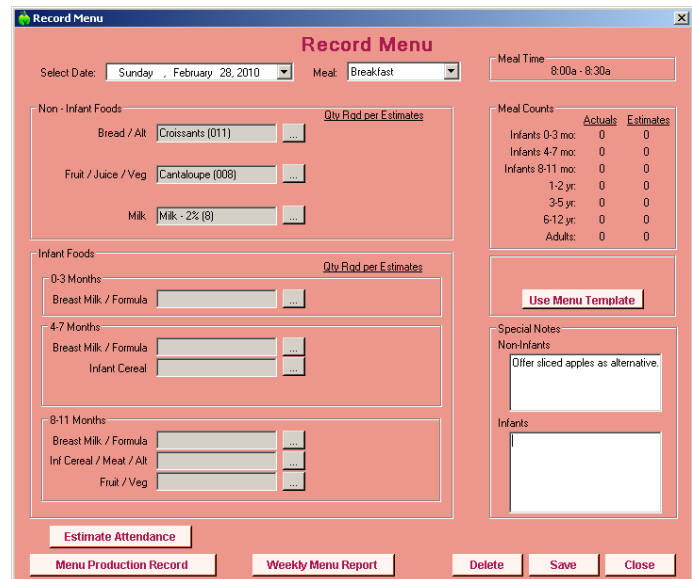 Record Menu
Record Menu
Select Date: Sunday , February 28, 2010 Meal: Breakfast
Meal Time
8:00a - 8:30a
Non - Infant Foods
Qty Rqd per Estimates
Bread / Alt Croissants (011) ...
Fruit / Juice / Veg Cantaloupe (008) ...
Milk Milk - 2% (8) ...
Meal Counts
Actuals Estimates
Infants 0-3 mo: 0 0
Infants 4-7 mo: 0 0
Infants 8-11 mo: 0 0
1-2 yr: 0 0
3-5 yr: 0 0
6-12 yr: 0 0
Adults: 0 0
Infant Foods
Qty Rqd per Estimates
0-3 Months
Breast Milk / Formula ...
4-7 Months
Breast Milk / Formula ...
Infant Cereal ...
8-11 Months
Breast Milk / Formula ...
Inf Cereal / Meat / Alt ...
Fruit / Veg ...
Use Menu Template
Special Notes
Non-Infants
Offer sliced apples as alternative.
Infants
Estimate Attendance
Menu Production Record Weekly Menu Report Delete Save Close